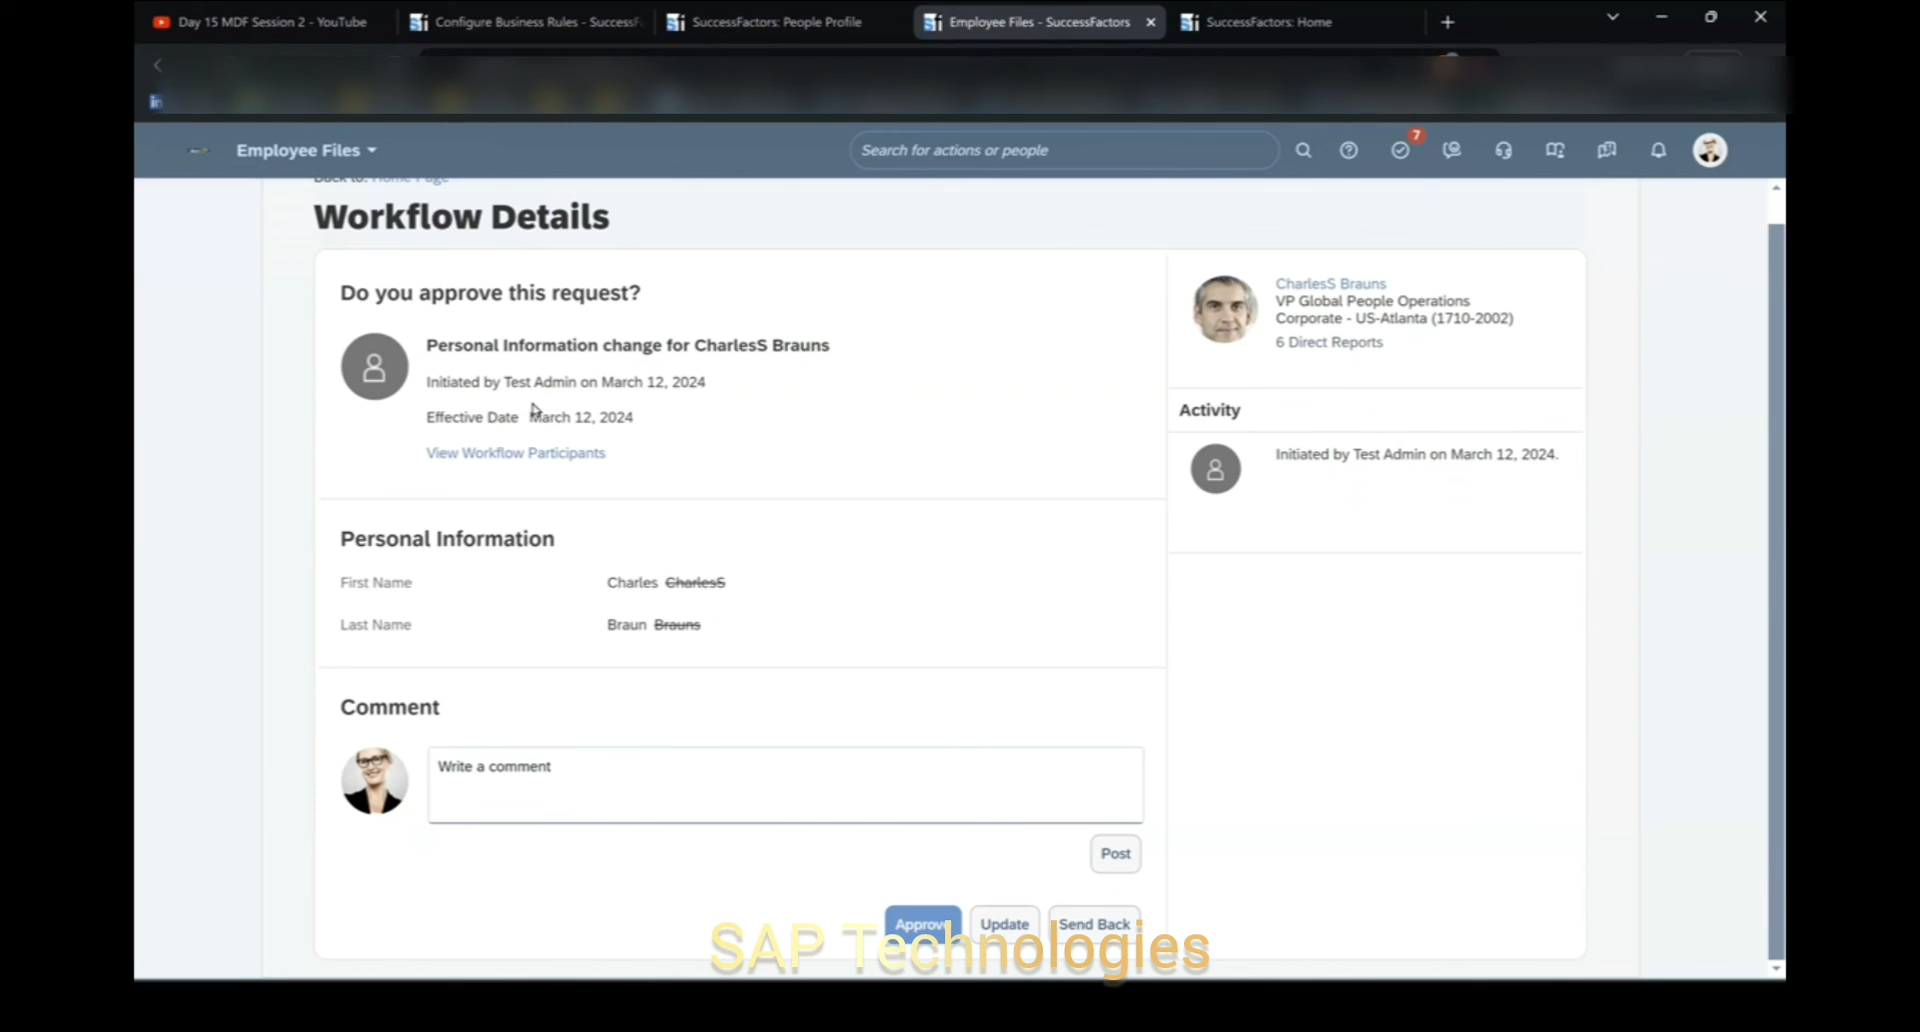 Day 15 MDF Session 2 - YouTube
Configure Business Rules - SuccessF
SuccessFactors: People Profile
Employee Files - SuccessFactors
SuccessFactors: Home
Employee Files
Search for actions or people
7
Back to: Home Page
Workflow Details
Do you approve this request?
Personal Information change for CharlesS Brauns
Initiated by Test Admin on March 12, 2024
Effective Date March 12, 2024
View Workflow Participants
CharlesS Brauns
VP Global People Operations
Corporate - US-Atlanta (1710-2002)
6 Direct Reports
Activity
Initiated by Test Admin on March 12, 2024.
Personal Information
First Name Charles CharlesS
Last Name Braun Brauns
Comment
Write a comment
Post
Approve Update Send Back
SAP Technologies